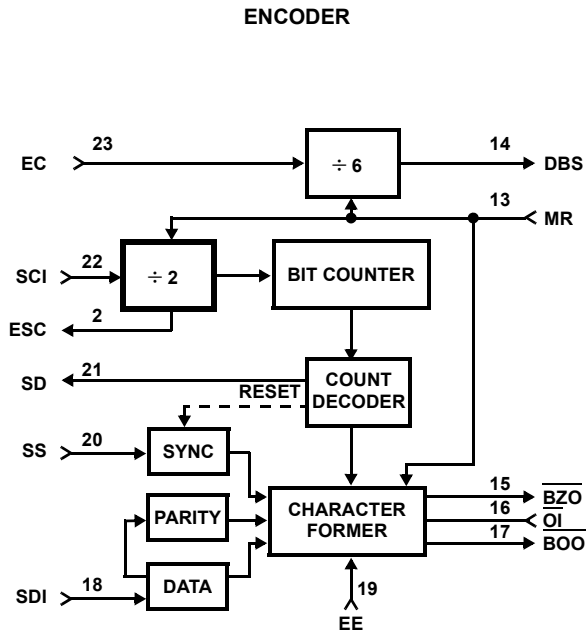 ENCODER
EC 23 ÷ 6 14 DBS
13 MR
SCI 22 ÷ 2 BIT COUNTER
ESC 2
SD 21 COUNT
DECODER
RESET
SS 20 SYNC
PARITY
CHARACTER
FORMER
15 BZO
16 OI
17 BOO
SDI 18 DATA
19
EE